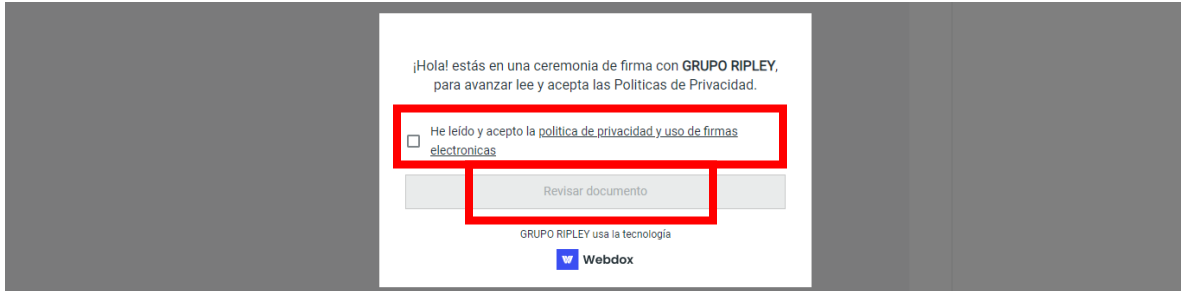 ¡Hola! estás en una ceremonia de firma con GRUPO RIPLEY,
para avanzar lee y acepta las Politicas de Privacidad.
He leído y acepto la politica de privacidad y uso de firmas
electronicas
Revisar documento
GRUPO RIPLEY usa la tecnología
Webdox